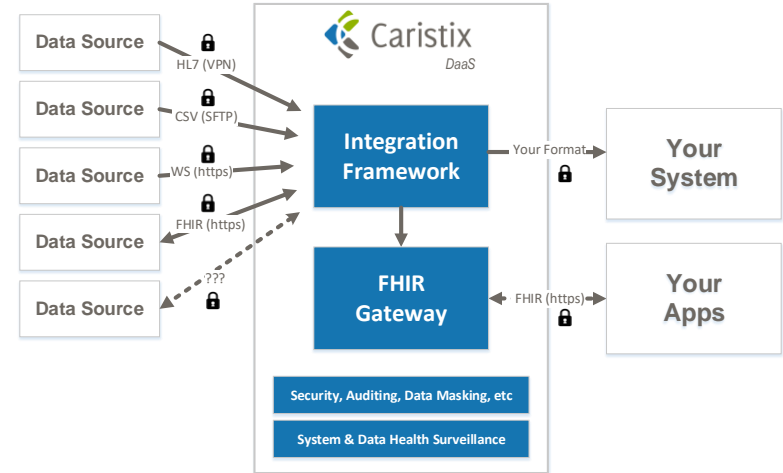 Data Source
HL7 (VPN)
Data Source
CSV (SFTP)
Data Source
WS (https)
Data Source
FHIR (https)
Data Source
???
Caristix
DaaS
Integration
Framework
FHIR
Gateway
Security, Auditing, Data Masking, etc
System & Data Health Surveillance
Your Format
Your
System
FHIR (https)
Your
Apps